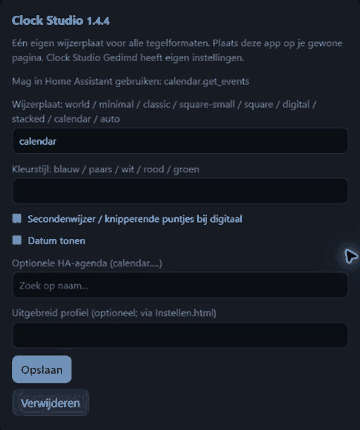 Clock Studio 1.4.4
Eén eigen wijzerplaat voor alle tegelformaten. Plaats deze app op je gewone
pagina. Clock Studio Gedimd heeft eigen instellingen.
Mag in Home Assistant gebruiken: calendar.get_events
Wijzerplaat: world / minimal / classic / square-small / square / digital /
stacked / calendar / auto
calendar
Kleurstijl: blauw / paars / wit / rood / groen
Secondenwijzer / knipperende puntjes bij digitaal
Datum tonen
Optionele HA-agenda (calendar....)
Zoek op naam...
Uitgebreid profiel (optioneel; via Instellen.html)
Opslaan
Verwijderen